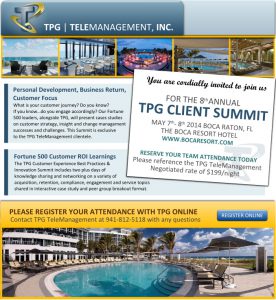 TPG | TELEMANAGEMENT, INC.
You are cordially invited to join us
FOR THE 8th ANNUAL
TPG CLIENT SUMMIT
MAY 7th- 8th 2014 BOCA RATON, FL
THE BOCA RESORT HOTEL
WWW.BOCARESORT.COM
RESERVE YOUR TEAM ATTENDANCE TODAY
Please reference the TPG TeleManagement
Negotiated rate of $199/night
Personal Development, Business Return,
Customer Focus
What is your customer journey? Do you know?
If you know..do you engage accordingly? Our Fortune
500 leaders, alongside TPG, will present cases studies
on customer strategy, insight and change management
successes and challenges. This Summit is exclusive
to the TPG TeleManagement clientele.
Fortune 500 Customer ROI Learnings
The TPG Customer Experience Next Practices &
Innovation Summit includes two plus days of
knowledge sharing and networking on a variety of
acquisition, retention, compliance, engagement and service topics
shared in interactive case study and peer group breakout format.
PLEASE REGISTER YOUR ATTENDANCE WITH TPG ONLINE
Contact TPG TeleManagement at 941-812-5118 with any questions
REGISTER ONLINE